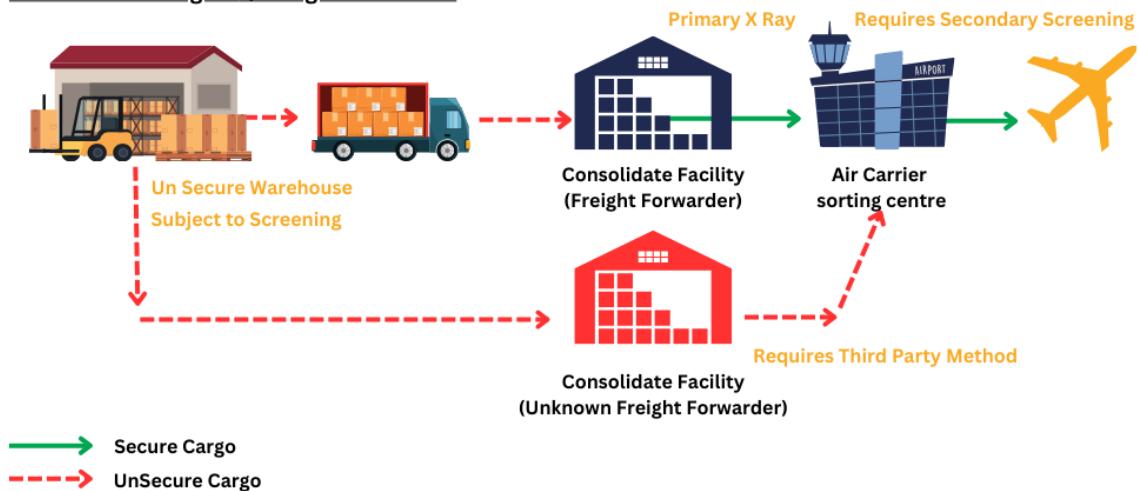 Primary X Ray
Requires Secondary Screening
AIRPORT
Un Secure Warehouse
Subject to Screening
Consolidate Facility
(Freight Forwarder)
Air Carrier
sorting centre
Requires Third Party Method
Consolidate Facility
(Unknown Freight Forwarder)
Secure Cargo
UnSecure Cargo